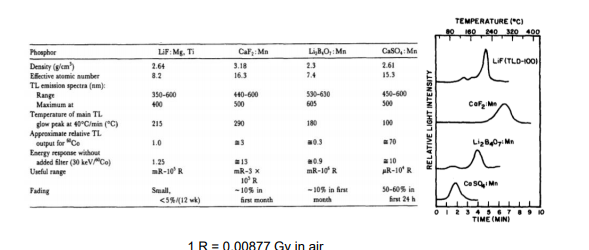 Phosphor LiF: Mg, Ti CaF₂: Mn Li₂B₄O₇: Mn CaSO₄: Mn
Density (g/cm³) 2.64 3.18 2.3 2.61
Effective atomic number 8.2 16.3 7.4 15.3
TL emission spectra (nm):
Range 350-600 440-600 530-630 450-600
Maximum at 400 500 605 500
Temperature of main TL
glow peak at 40°C/min (°C) 215 290 180 100
Approximate relative TL
output for ⁶⁰Co 1.0 ≅3 ≅0.3 ≅70
Energy response without
added filter (30 keV/⁶⁰Co) 1.25 ≅13 ≅0.9 ≅10
Useful range mR-10⁵ R mR-3 × mR-10⁶ R μR-10⁴ R
10⁵ R
Fading Small, ~10% in ~10% in first 50-60% in
<5%/(12 wk) first month month first 24 h
TEMPERATURE (°C)
80 160 240 320 400
RELATIVE LIGHT INTENSITY
LiF (TLD-100)
CaF₂:Mn
Li₂B₄O₇:Mn
CaSO₄:Mn
0 1 2 3 4 5 6 7 8 9 10
TIME (MIN)
1 R = 0.00877 Gy in air